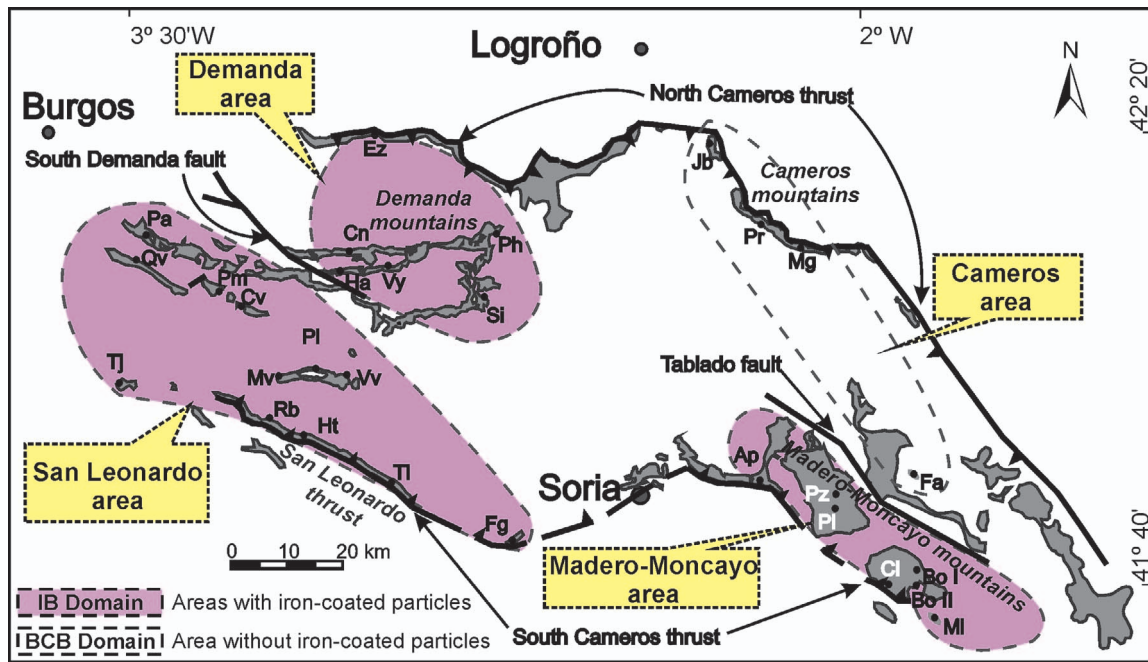 3º 30'W
2º W
Logroño
N
Demanda
area
42º 20'
Burgos
North Cameros thrust
South Demanda fault
Ez
Jb
Cameros
mountains
Demanda
mountains
Pa
Cn
Ph
Pr
Qv
Mg
Pm
Ha
Vy
Cameros
area
Cv
Si
Pl
Tablado fault
Tj
Mv
Vv
Rb
Ht
San Leonardo
area
San Leonardo
thrust
Tl
Ap
Madero-Moncayo mountains
Fa
Soria
Pz
Pl
Fg
41º 40'
0 10 20 km
Madero-Moncayo
area
Cl
Bo I
Bo II
Ml
IB Domain
Areas with iron-coated particles
BCB Domain
Area without iron-coated particles
South Cameros thrust